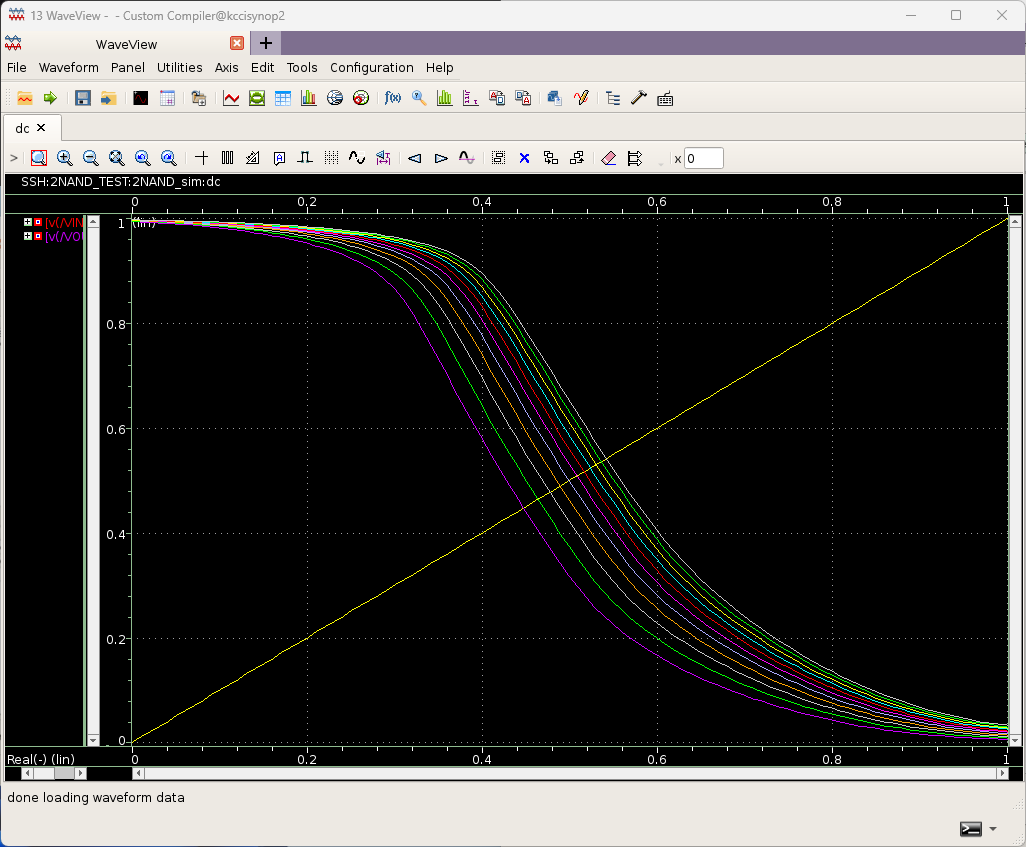 13 WaveView - - Custom Compiler@kccisynop2
WaveView
File Waveform Panel Utilities Axis Edit Tools Configuration Help
f(x)
dc
> x 0
SSH:2NAND_TEST:2NAND_sim:dc
0 0.2 0.4 0.6 0.8 1
v(/VIN
v(/VOU
1 (lin)
0.8
0.6
0.4
0.2
0
Real(-) (lin) 0 0.2 0.4 0.6 0.8 1
done loading waveform data